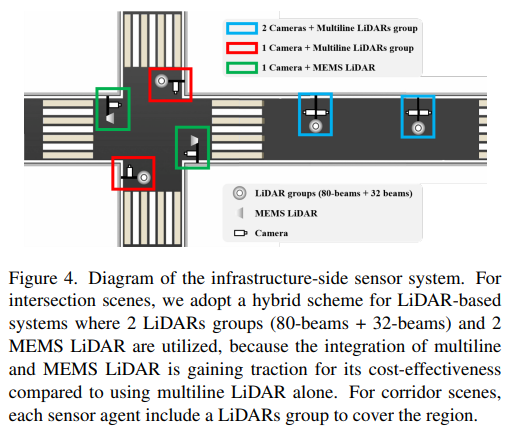 2 Cameras + Multiline LiDARs group
1 Camera + Multiline LiDARs group
1 Camera + MEMS LiDAR
LiDAR groups (80-beams + 32 beams)
MEMS LiDAR
Camera
Figure 4. Diagram of the infrastructure-side sensor system. For
intersection scenes, we adopt a hybrid scheme for LiDAR-based
systems where 2 LiDARs groups (80-beams + 32-beams) and 2
MEMS LiDAR are utilized, because the integration of multiline
and MEMS LiDAR is gaining traction for its cost-effectiveness
compared to using multiline LiDAR alone. For corridor scenes,
each sensor agent include a LiDARs group to cover the region.